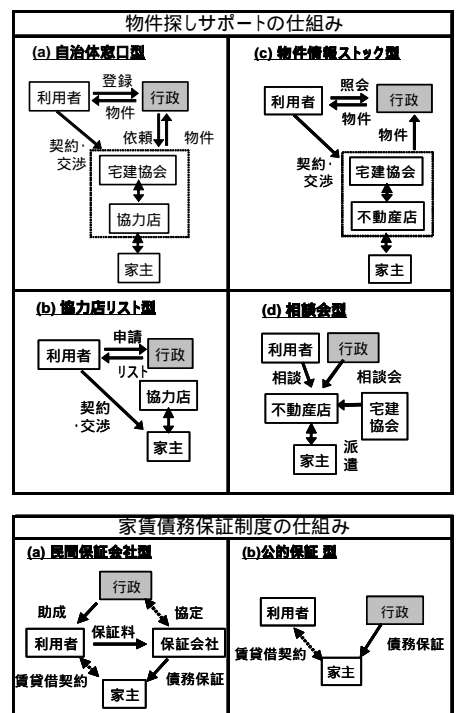 物件探しサポートの仕組み
(a) 自治体窓口型
登録
利用者
行政
物件
依頼
物件
契約・
交渉
宅建協会
協力店
家主
(c) 物件情報ストック型
照会
利用者
行政
物件
物件
契約・
交渉
宅建協会
不動産店
家主
(b) 協力店リスト型
申請
利用者
行政
リスト
協力店
契約
・交渉
家主
(d) 相談会型
利用者
行政
相談
相談会
不動産店
宅建
協会
派
遣
家主
家賃債務保証制度の仕組み
(a) 民間保証会社型
行政
助成
協定
利用者
保証料
保証会社
賃貸借契約
債務保証
家主
(b)公的保証 型
利用者
行政
賃貸借契約
債務保証
家主